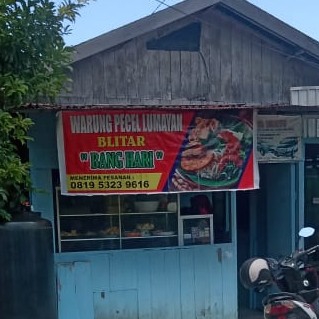 WARUNG PECEL LUMAYAN
BLITAR
" BANG HARI "
MENERIMA PESANAN :
0819 5323 9616